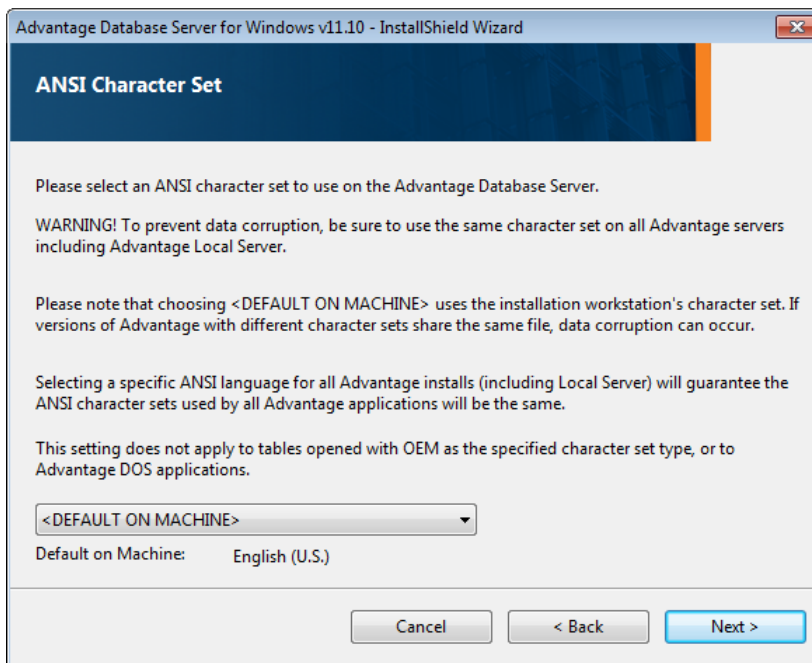 Advantage Database Server for Windows v11.10 - InstallShield Wizard
ANSI Character Set
Please select an ANSI character set to use on the Advantage Database Server.
WARNING! To prevent data corruption, be sure to use the same character set on all Advantage servers
including Advantage Local Server.
Please note that choosing <DEFAULT ON MACHINE> uses the installation workstation's character set. If
versions of Advantage with different character sets share the same file, data corruption can occur.
Selecting a specific ANSI language for all Advantage installs (including Local Server) will guarantee the
ANSI character sets used by all Advantage applications will be the same.
This setting does not apply to tables opened with OEM as the specified character set type, or to
Advantage DOS applications.
<DEFAULT ON MACHINE>
Default on Machine: English (U.S.)
Cancel < Back Next >